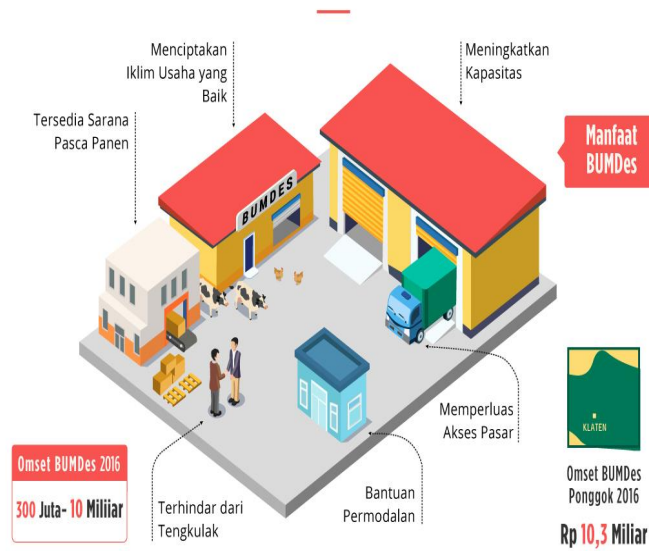 Menciptakan
Iklim Usaha yang
Baik
Meningkatkan
Kapasitas
Tersedia Sarana
Pasca Panen
Manfaat
BUMDes
BUMDES
KLATEN
Memperluas
Akses Pasar
Omset BUMDes 2016
300 Juta- 10 Miliiar
Terhindar dari
Tengkulak
Bantuan
Permodalan
Omset BUMDes
Ponggok 2016
Rp 10,3 Miliar